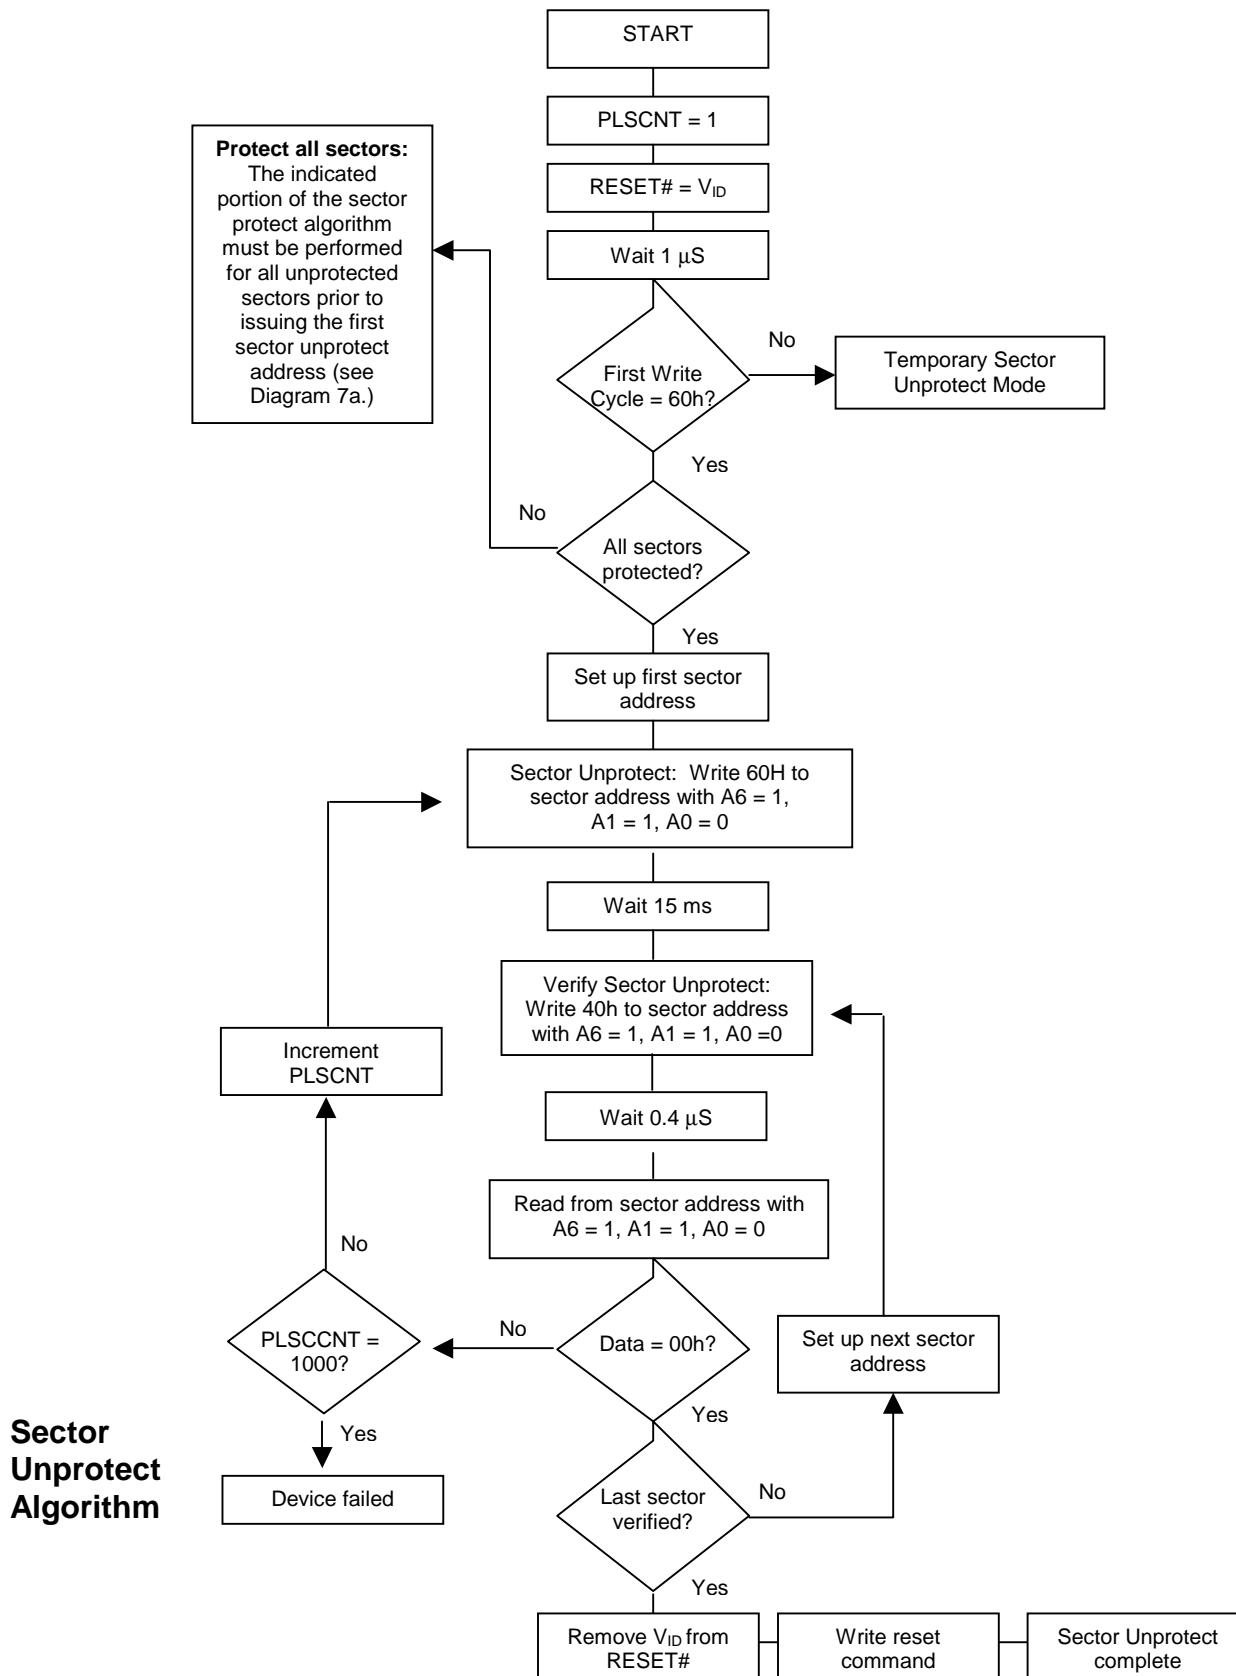 START
PLSCNT = 1
RESET# = VID
Wait 1 µS
Protect all sectors:
The indicated
portion of the sector
protect algorithm
must be performed
for all unprotected
sectors prior to
issuing the first
sector unprotect
address (see
Diagram 7a.)
First Write
Cycle = 60h?
No
Temporary Sector
Unprotect Mode
Yes
All sectors
protected?
No
Yes
Set up first sector
address
Sector Unprotect: Write 60H to
sector address with A6 = 1,
A1 = 1, A0 = 0
Wait 15 ms
Verify Sector Unprotect:
Write 40h to sector address
with A6 = 1, A1 = 1, A0 =0
Increment
PLSCNT
Wait 0.4 µS
Read from sector address with
A6 = 1, A1 = 1, A0 = 0
No
PLSCCNT =
1000?
No
Data = 00h?
Set up next sector
address
Yes
Yes
Sector
Unprotect
Algorithm
Device failed
Last sector
verified?
No
Yes
Remove VID from
RESET#
Write reset
command
Sector Unprotect
complete